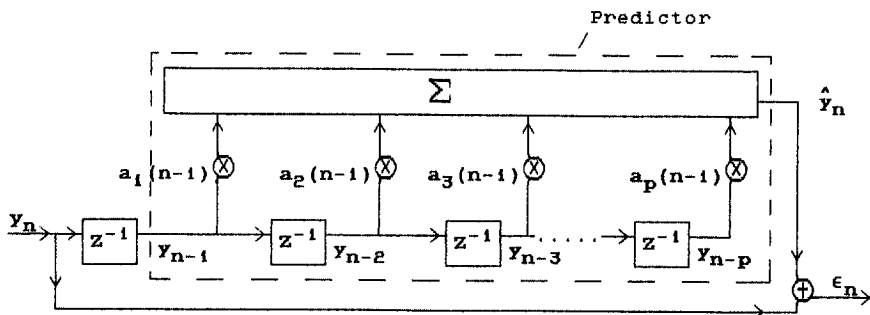 Predictor
Σ
ŷₙ
a₁(n-1) ⊗ a₂(n-1) ⊗ a₃(n-1) ⊗ aₚ(n-1) ⊗
yₙ z⁻¹ yₙ₋₁ z⁻¹ yₙ₋₂ z⁻¹ yₙ₋₃ ...... z⁻¹ yₙ₋ₚ
+ εₙ